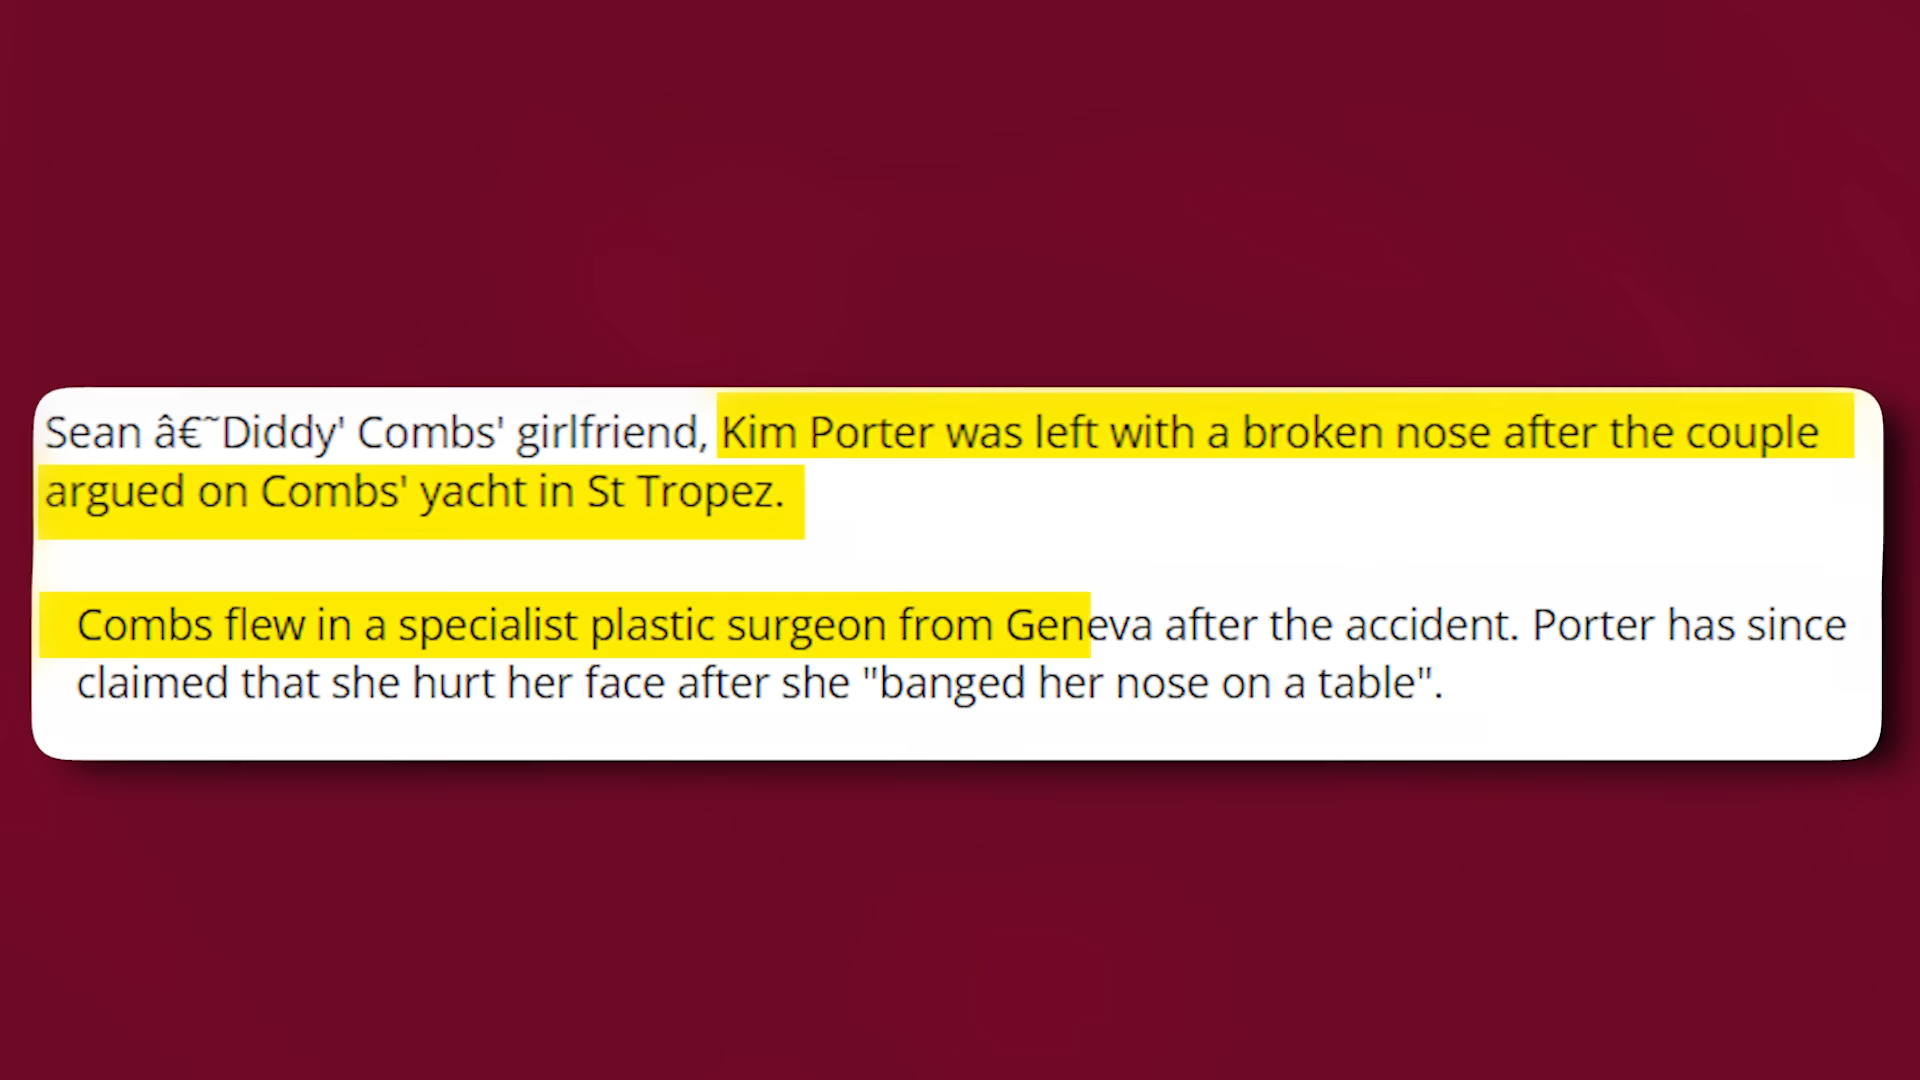 Sean â€˜Diddy' Combs' girlfriend, Kim Porter was left with a broken nose after the couple
argued on Combs' yacht in St Tropez.
Combs flew in a specialist plastic surgeon from Geneva after the accident. Porter has since
claimed that she hurt her face after she "banged her nose on a table".